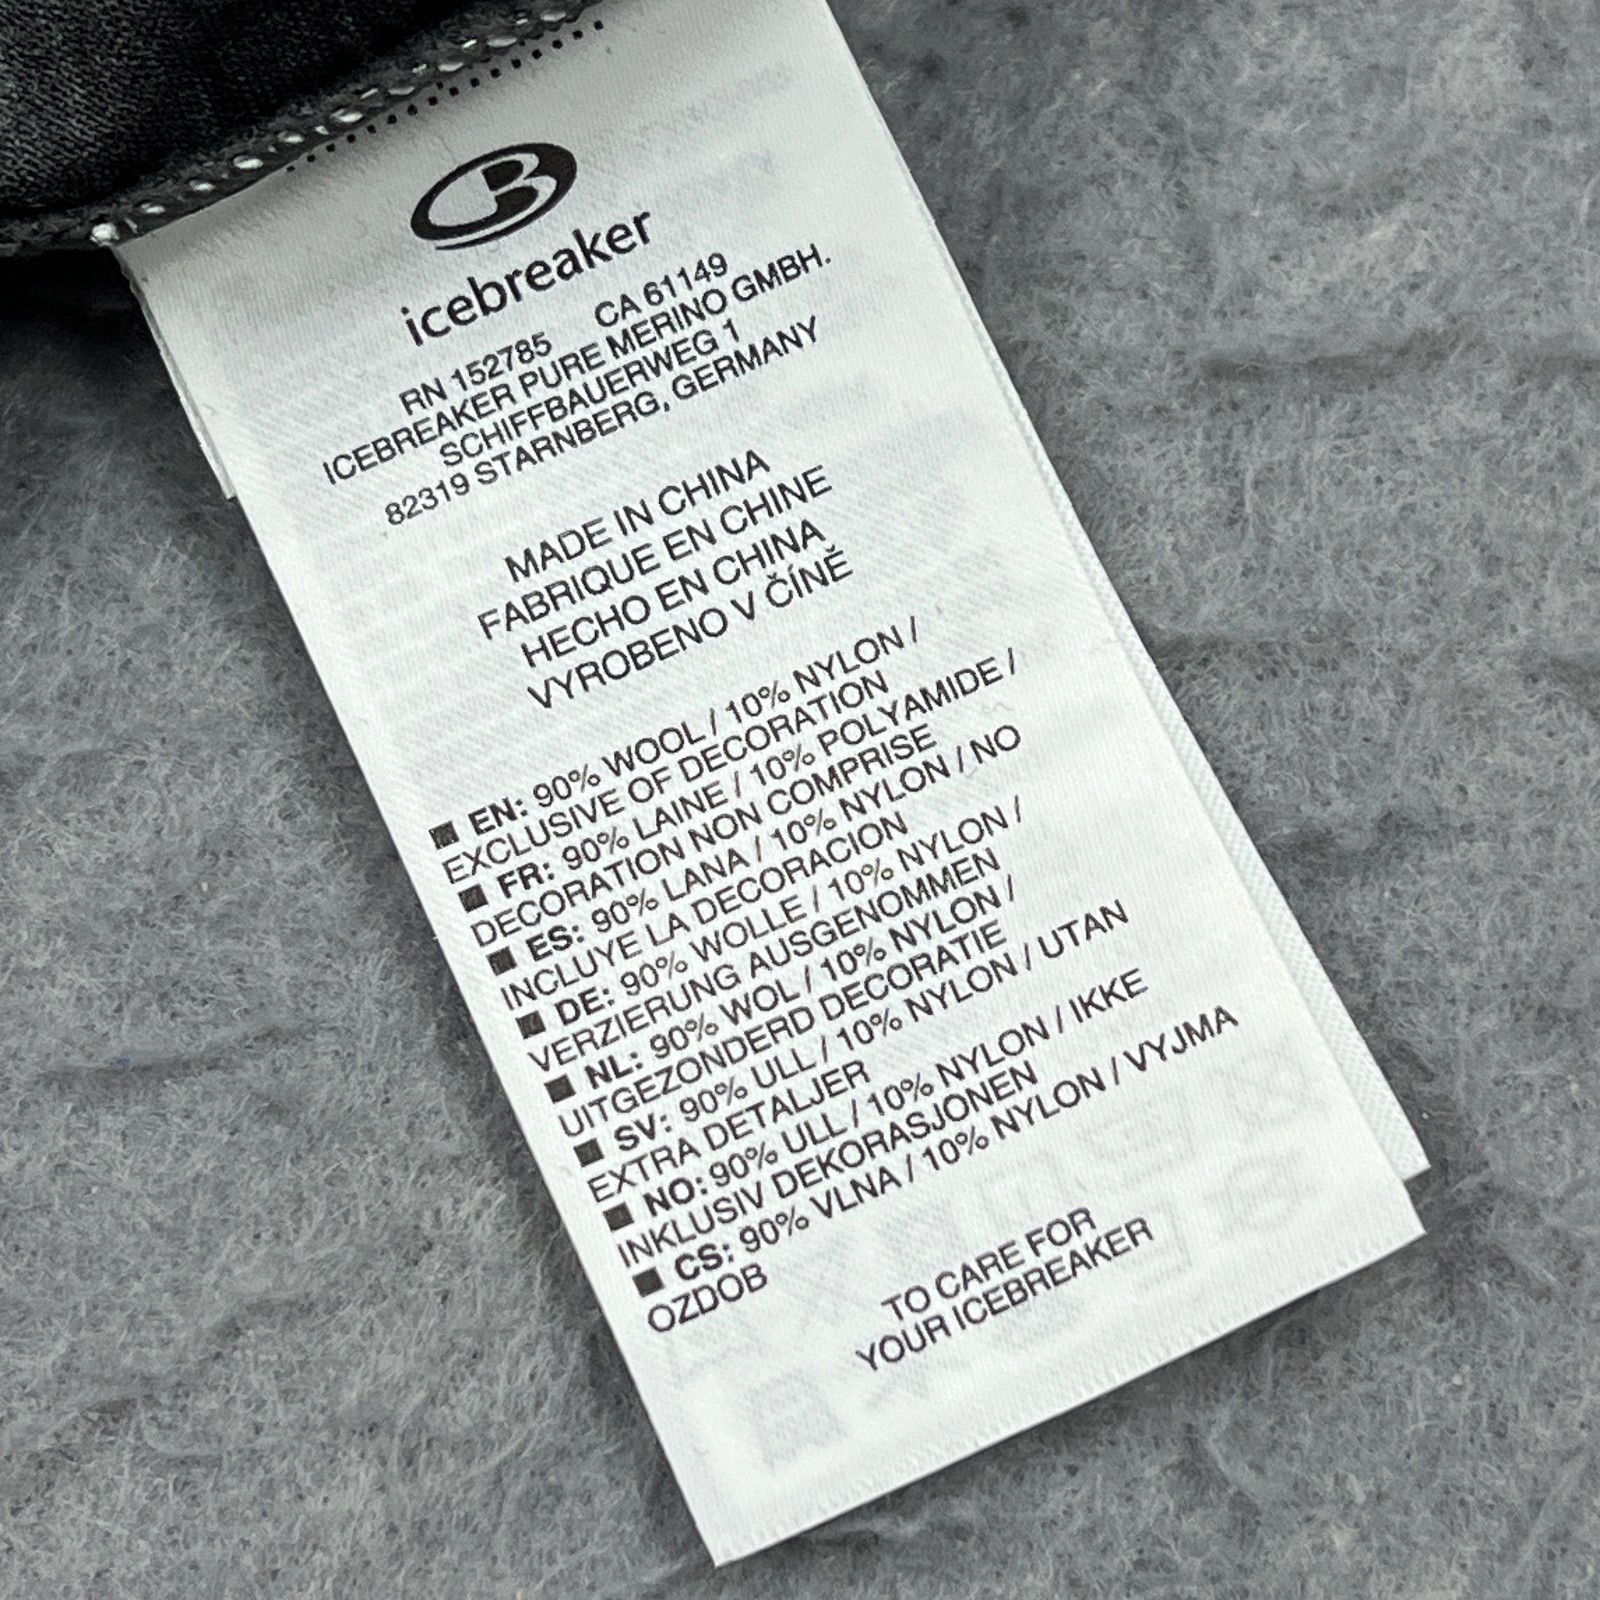 icebreaker
RN 152785 CA 61149
ICEBREAKER PURE MERINO GMBH.
SCHIFFBAUERWEG 1
82319 STARNBERG, GERMANY
MADE IN CHINA
FABRIQUE EN CHINE
HECHO EN CHINA
VYROBENO V ČÍNĚ
■ EN: 90% WOOL / 10% NYLON /
EXCLUSIVE OF DECORATION
■ FR: 90% LAINE / 10% POLYAMIDE /
DECORATION NON COMPRISE
■ ES: 90% LANA / 10% NYLON / NO
INCLUYE LA DECORACION
■ DE: 90% WOLLE / 10% NYLON /
VERZIERUNG AUSGENOMMEN
■ NL: 90% WOL / 10% NYLON /
UITGEZONDERD DECORATIE
■ SV: 90% ULL / 10% NYLON / UTAN
EXTRA DETALJER
■ NO: 90% ULL / 10% NYLON / IKKE
INKLUSIV DEKORASJONEN
■ CS: 90% VLNA / 10% NYLON / VYJMA
OZDOB
TO CARE FOR
YOUR ICEBREAKER